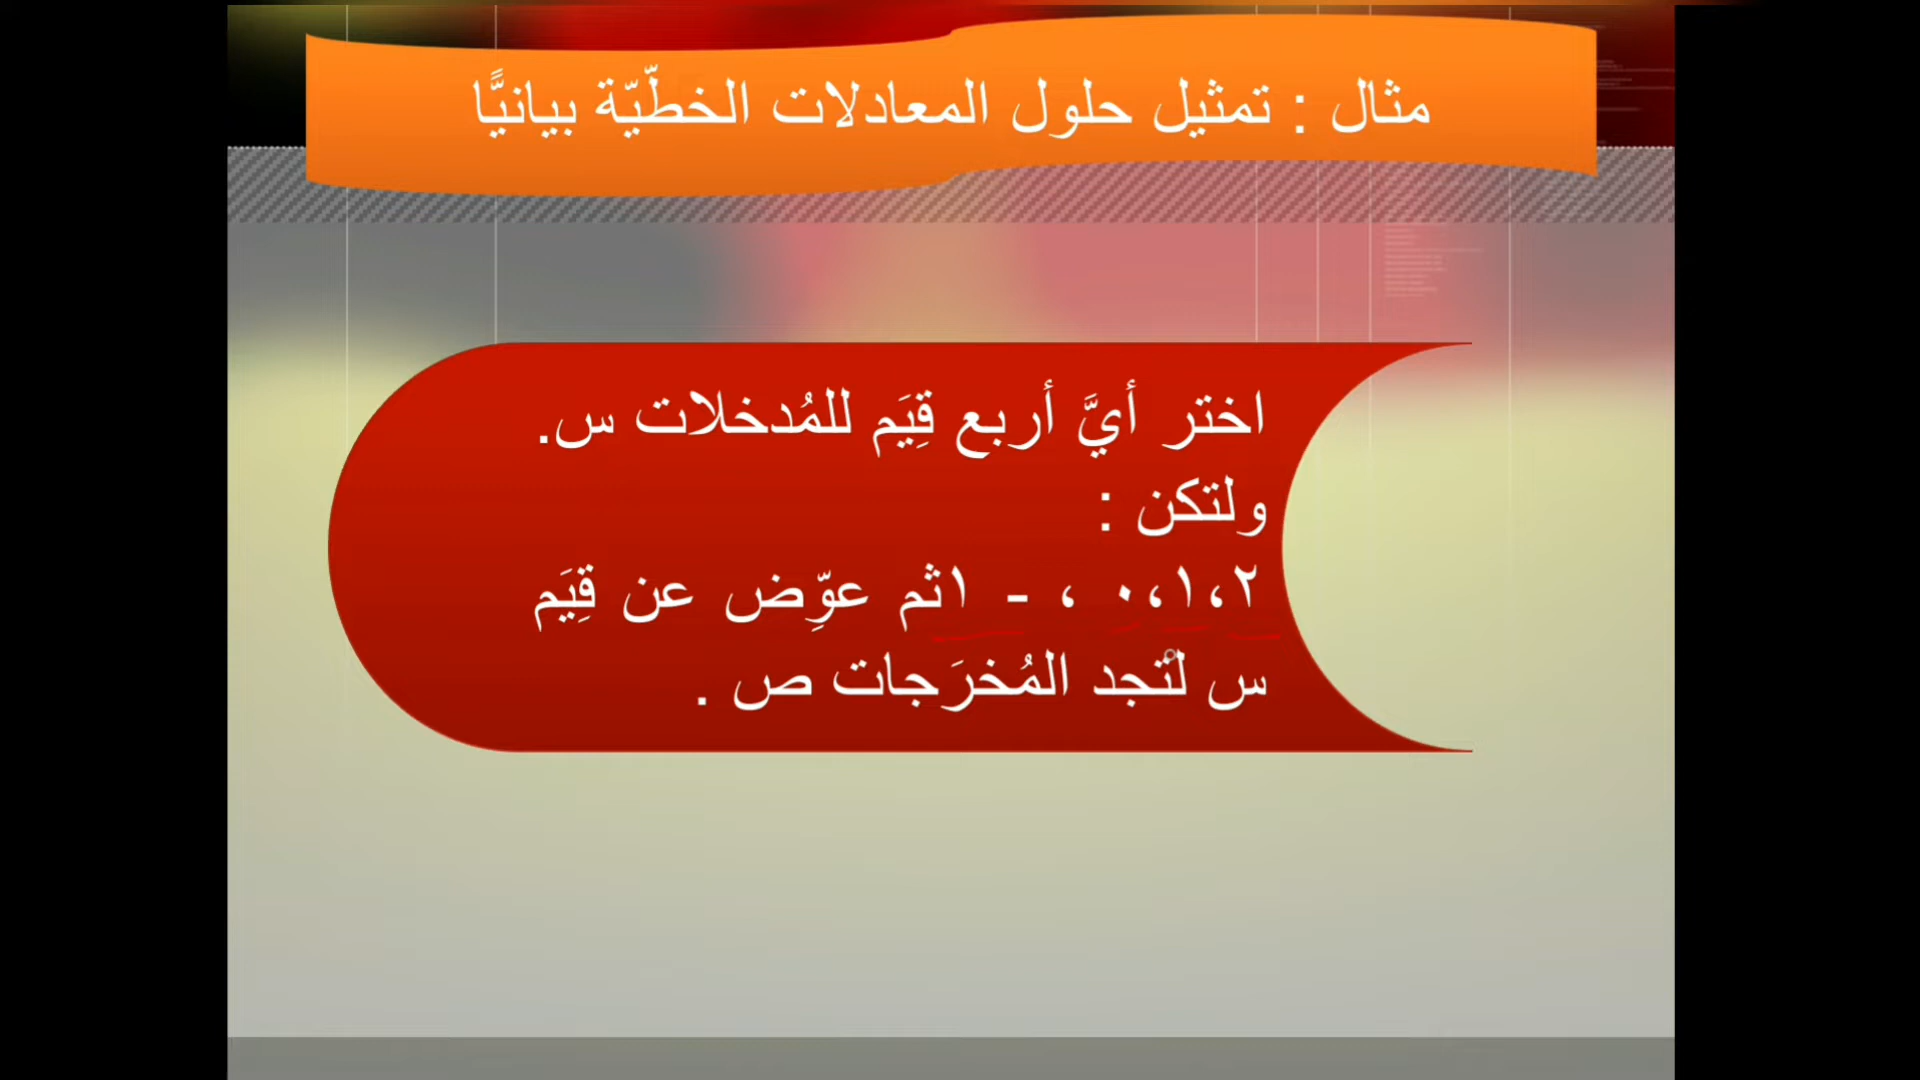 مثال : تمثيل حلول المعادلات الخطيّة بيانيًّا
اختر أيَّ أربع قِيَم للمُدخلات س.
ولتكن :
٢،١،٠ ، - ١ثم عوِّض عن قِيَم
س لتجد المُخرَجات ص .